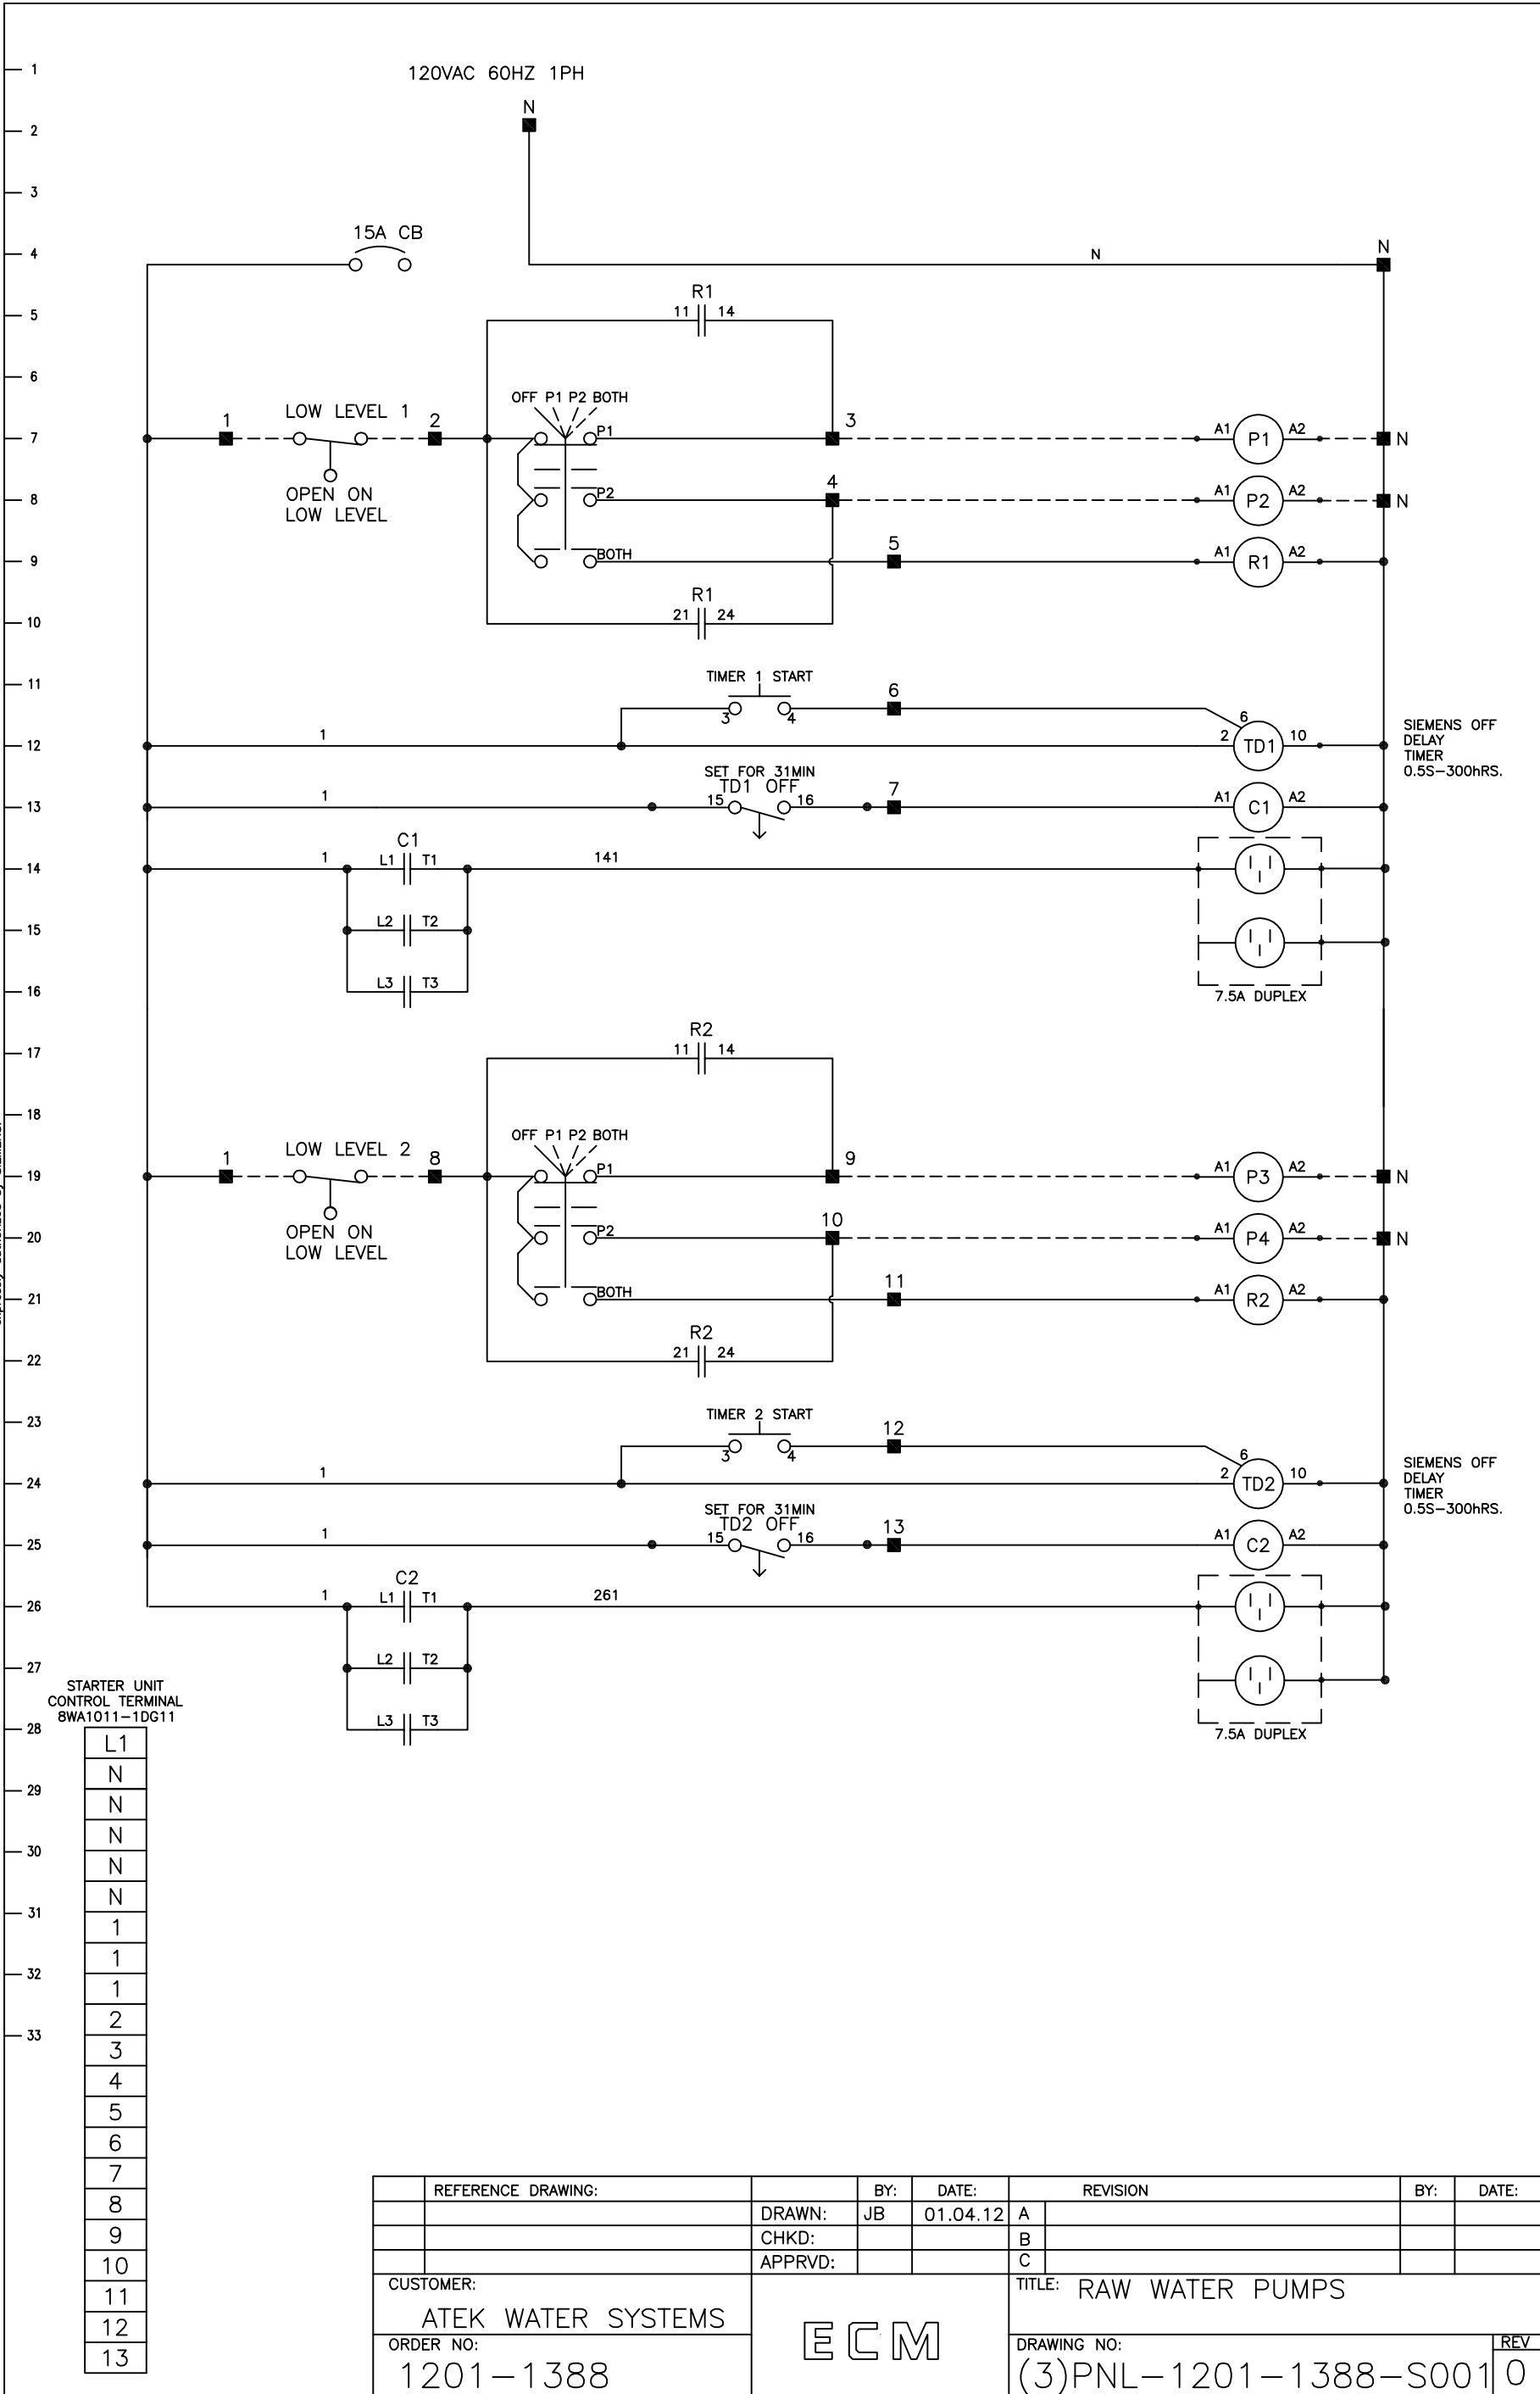 120VAC 60HZ 1PH
N
15A CB
N
N
1
2
3
4
5
6
7
8
9
10
11
12
13
14
15
16
17
18
19
20
21
22
23
24
25
26
27
28
29
30
31
32
33
R1
11 14
OFF P1 P2 BOTH
1 LOW LEVEL 1 2
P1
3
A1 P1 A2 N
OPEN ON
LOW LEVEL
P2
4
A1 P2 A2 N
BOTH
5
A1 R1 A2
R1
21 24
TIMER 1 START
3 4
6
1
6
2 TD1 10
SIEMENS OFF
DELAY
TIMER
0.5S-300hRS.
SET FOR 31MIN
TD1 OFF
1
15 16
7
A1 C1 A2
C1
1 L1 T1 141
L2 T2
L3 T3
7.5A DUPLEX
R2
11 14
OFF P1 P2 BOTH
1 LOW LEVEL 2 8
P1
9
A1 P3 A2 N
OPEN ON
LOW LEVEL
P2
10
A1 P4 A2 N
BOTH
11
A1 R2 A2
R2
21 24
TIMER 2 START
3 4
12
1
6
2 TD2 10
SIEMENS OFF
DELAY
TIMER
0.5S-300hRS.
SET FOR 31MIN
TD2 OFF
1
15 16
13
A1 C2 A2
C2
1 L1 T1 261
L2 T2
L3 T3
7.5A DUPLEX
STARTER UNIT
CONTROL TERMINAL
8WA1011-1DG11
L1
N
N
N
N
N
1
1
1
2
3
4
5
6
7
8
9
10
11
12
13
REFERENCE DRAWING: BY: DATE: REVISION BY: DATE:
DRAWN: JB 01.04.12 A
CHKD: B
APPRVD: C
CUSTOMER:
ATEK WATER SYSTEMS
ORDER NO:
1201-1388
ECM
TITLE: RAW WATER PUMPS
DRAWING NO:
(3)PNL-1201-1388-S001
REV
0